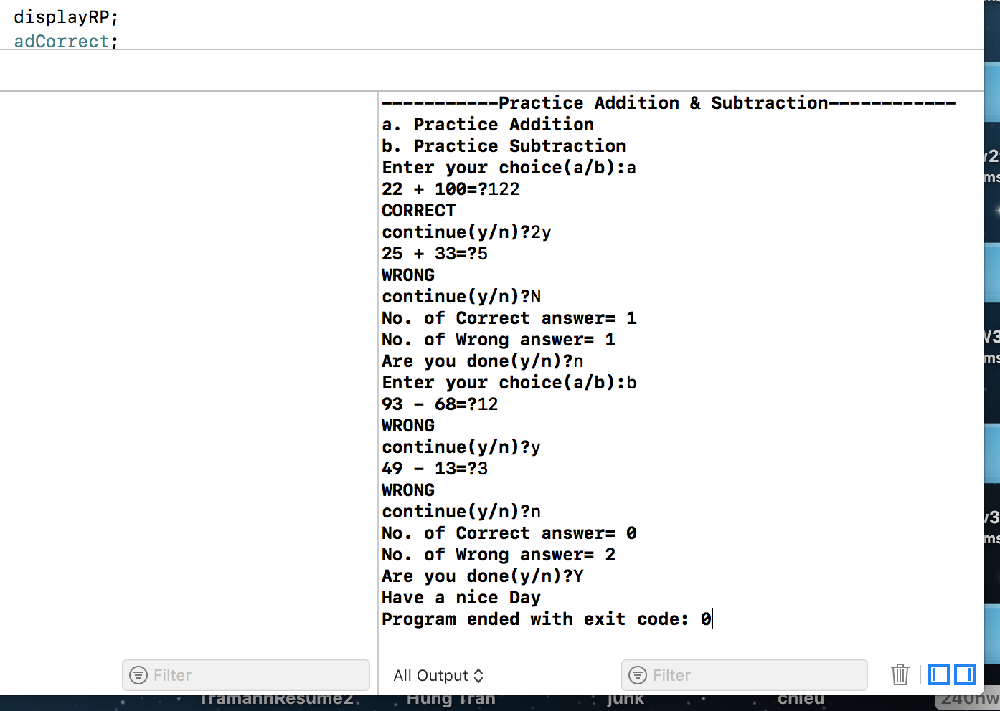 displayRP;
adCorrect;
-----------Practice Addition & Subtraction------------
a. Practice Addition
b. Practice Subtraction
Enter your choice(a/b):a
22 + 100=?122
CORRECT
continue(y/n)?2y
25 + 33=?5
WRONG
continue(y/n)?N
No. of Correct answer= 1
No. of Wrong answer= 1
Are you done(y/n)?n
Enter your choice(a/b):b
93 - 68=?12
WRONG
continue(y/n)?y
49 - 13=?3
WRONG
continue(y/n)?n
No. of Correct answer= 0
No. of Wrong answer= 2
Are you done(y/n)?Y
Have a nice Day
Program ended with exit code: 0
Filter
All Output
Filter
TramannResume2.
Hung Tran
junk
chieu
240hw